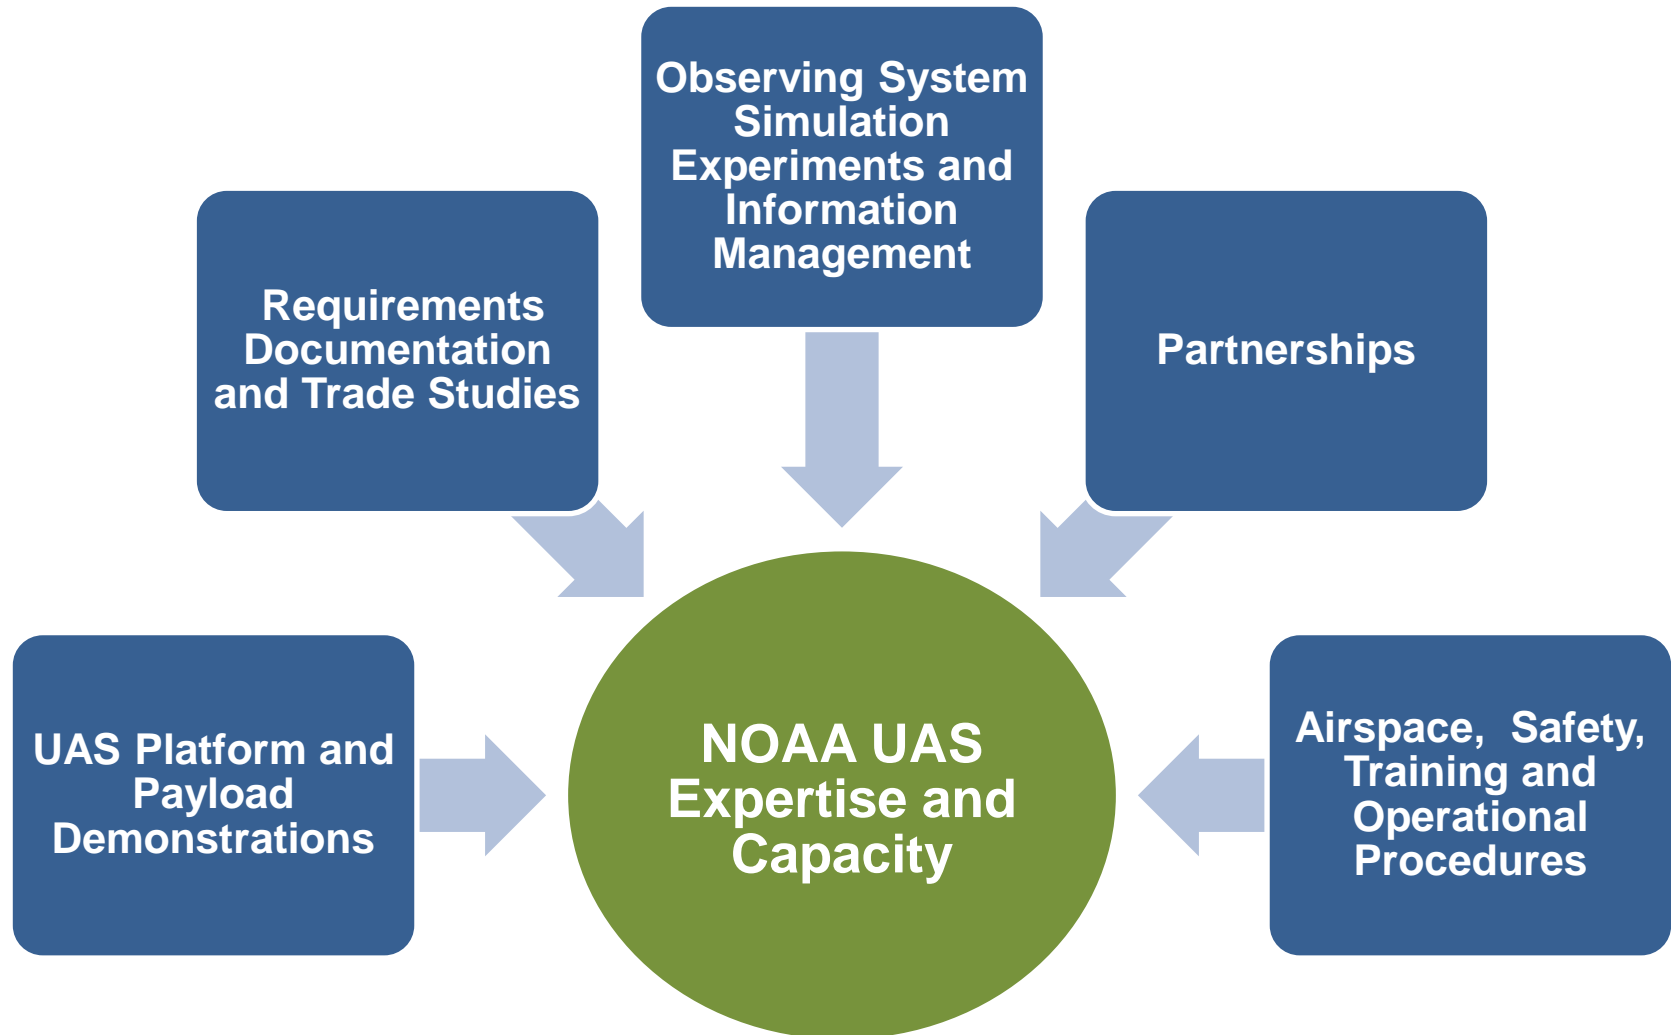 Observing System
Simulation
Experiments and
Information
Management
Requirements
Documentation
and Trade Studies
Partnerships
UAS Platform and
Payload
Demonstrations
NOAA UAS
Expertise and
Capacity
Airspace,  Safety,
Training and
Operational
Procedures